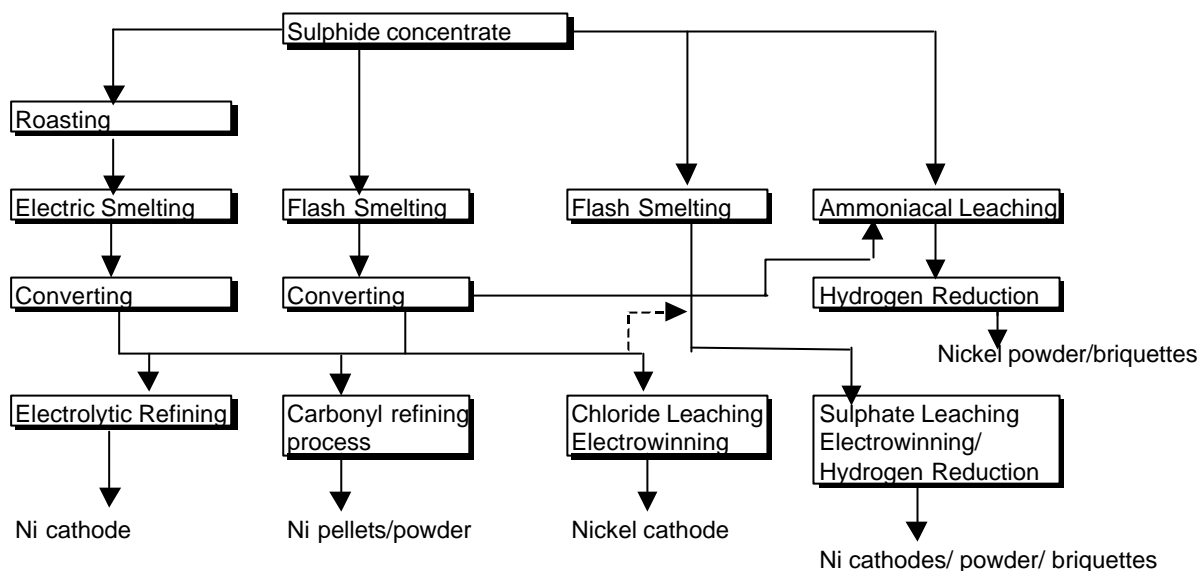 Sulphide concentrate
Roasting
Electric Smelting
Flash Smelting
Flash Smelting
Ammoniacal Leaching
Converting
Converting
Hydrogen Reduction
Nickel powder/briquettes
Electrolytic Refining
Carbonyl refining
process
Chloride Leaching
Electrowinning
Sulphate Leaching
Electrowinning/
Hydrogen Reduction
Ni cathode
Ni pellets/powder
Nickel cathode
Ni cathodes/ powder/ briquettes